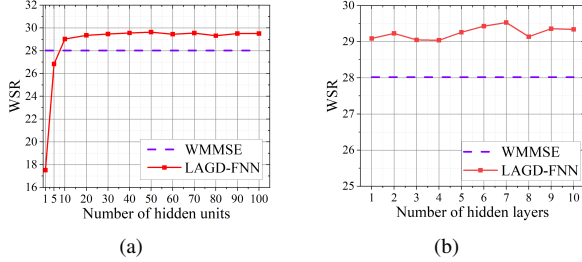 30
28
26
24
22
20
18
16
WSR
WMMSE
LAGD-FNN
1 5 10 20 30 40 50 60 70 80 90 100
Number of hidden units
(a)
30
29
28
27
26
25
WSR
WMMSE
LAGD-FNN
1 2 3 4 5 6 7 8 9 10
Number of hidden layers
(b)